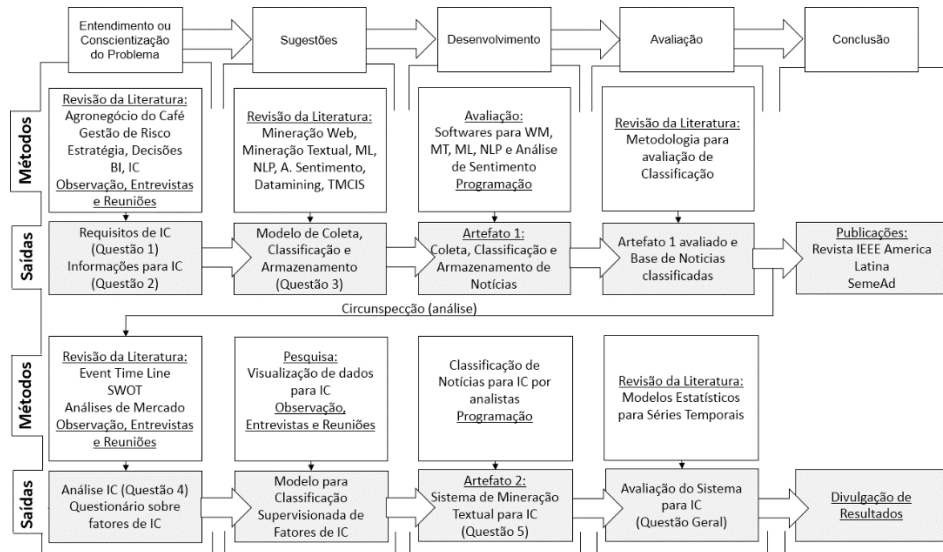 Entendimento ou
Conscientização
do Problema
Sugestões
Desenvolvimento
Avaliação
Conclusão
Métodos
Revisão da Literatura:
Agronegócio do Café
Gestão de Risco
Estratégia, Decisões
BI, IC
Observação, Entrevistas
e Reuniões
Revisão da Literatura:
Mineração Web,
Mineração Textual, ML,
NLP, A. Sentimento,
Datamining, TMCIS
Avaliação:
Softwares para WM,
MT, ML, NLP e Análise
de Sentimento
Programação
Revisão da Literatura:
Metodologia para
avaliação de
Classificação
Saídas
Requisitos de IC
(Questão 1)
Informações para IC
(Questão 2)
Modelo de Coleta,
Classificação e
Armazenamento
(Questão 3)
Artefato 1:
Coleta, Classificação e
Armazenamento de
Notícias
Artefato 1 avaliado e
Base de Noticias
classificadas
Publicações:
Revista IEEE America
Latina
SemeAd
Circunspecção (análise)
Métodos
Revisão da Literatura:
Event Time Line
SWOT
Análises de Mercado
Observação, Entrevistas
e Reuniões
Pesquisa:
Visualização de dados
para IC
Observação,
Entrevistas e Reuniões
Classificação de
Notícias para IC por
analistas
Programação
Revisão da Literatura:
Modelos Estatísticos
para Séries Temporais
Saídas
Análise IC (Questão 4)
Questionário sobre
fatores de IC
Modelo para
Classificação
Supervisionada de
Fatores de IC
Artefato 2:
Sistema de Mineração
Textual para IC
(Questão 5)
Avaliação do Sistema
para IC
(Questão Geral)
Divulgação de
Resultados